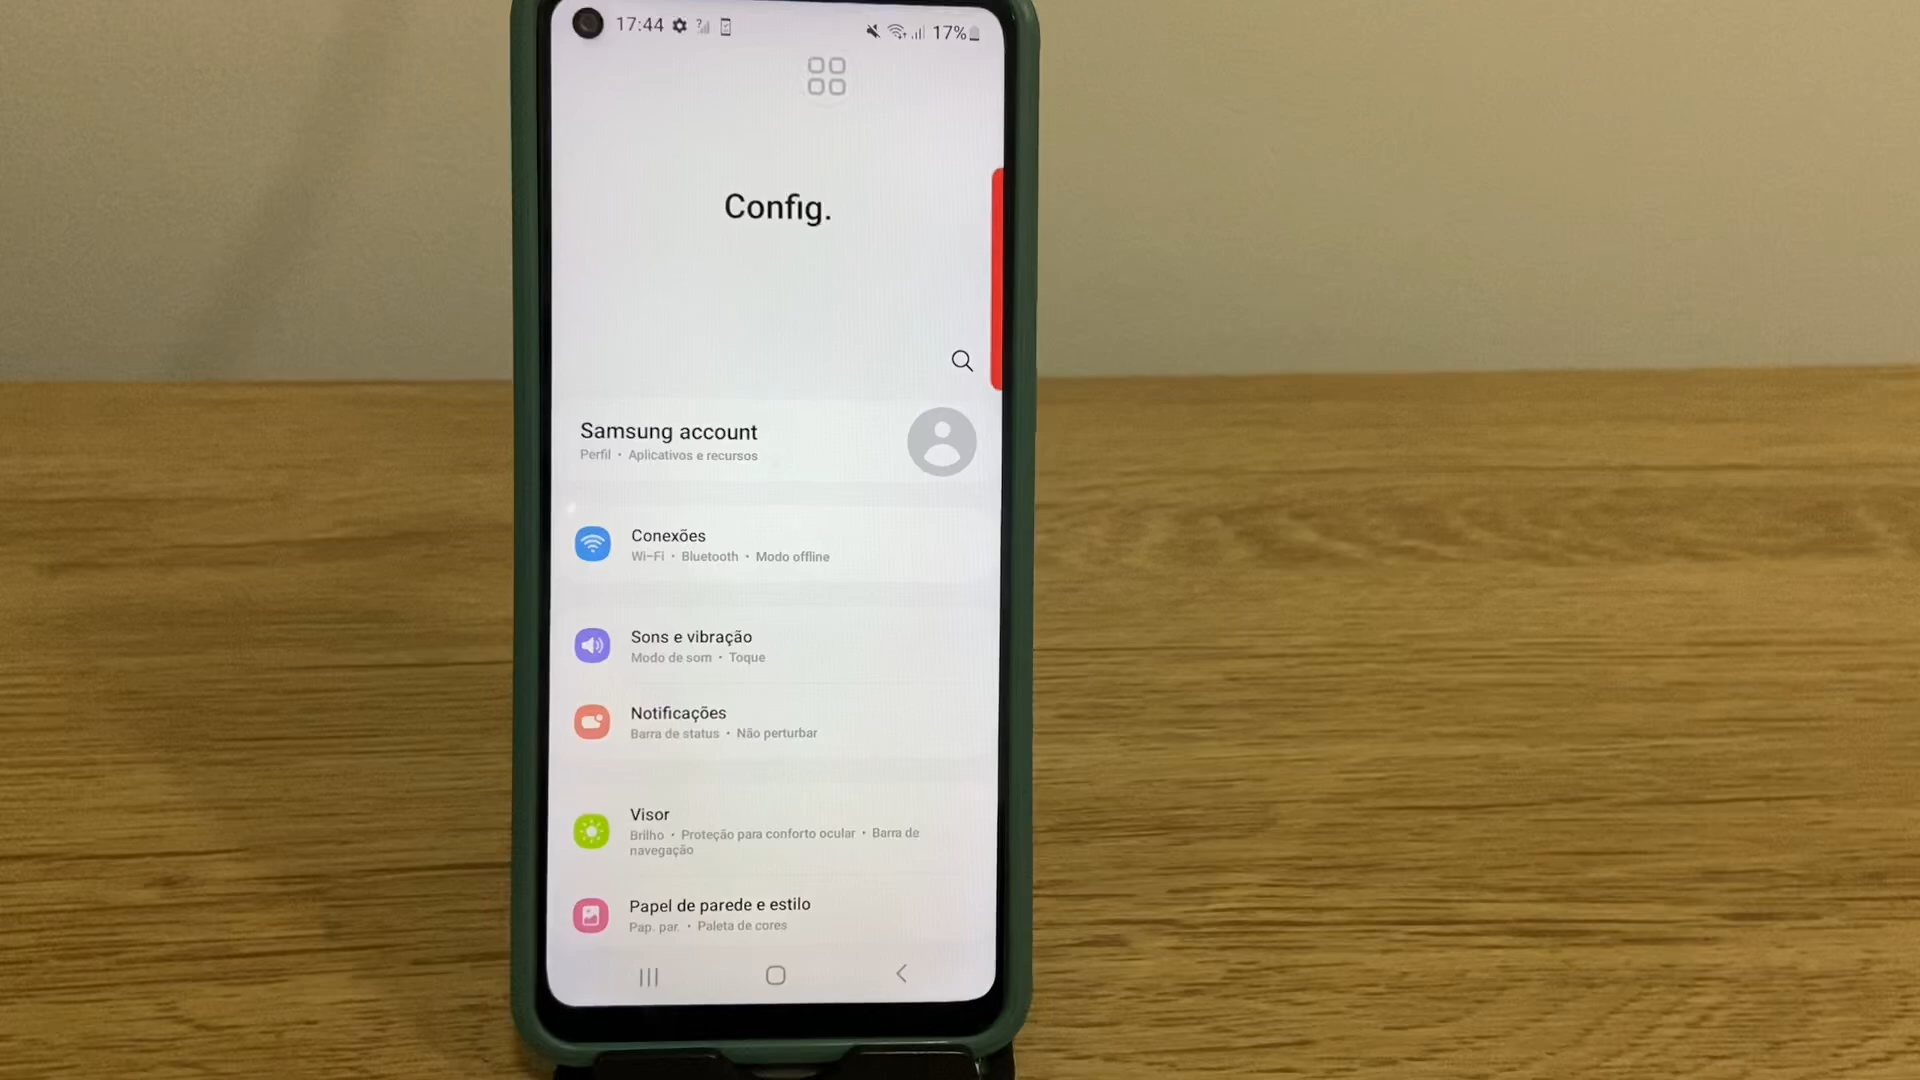 17:44
17%
Config.
Samsung account
Perfil • Aplicativos e recursos
Conexões
Wi-Fi • Bluetooth • Modo offline
Sons e vibração
Modo de som • Toque
Notificações
Barra de status • Não perturbar
Visor
Brilho • Proteção para conforto ocular • Barra de
navegação
Papel de parede e estilo
Pap. par. • Paleta de cores